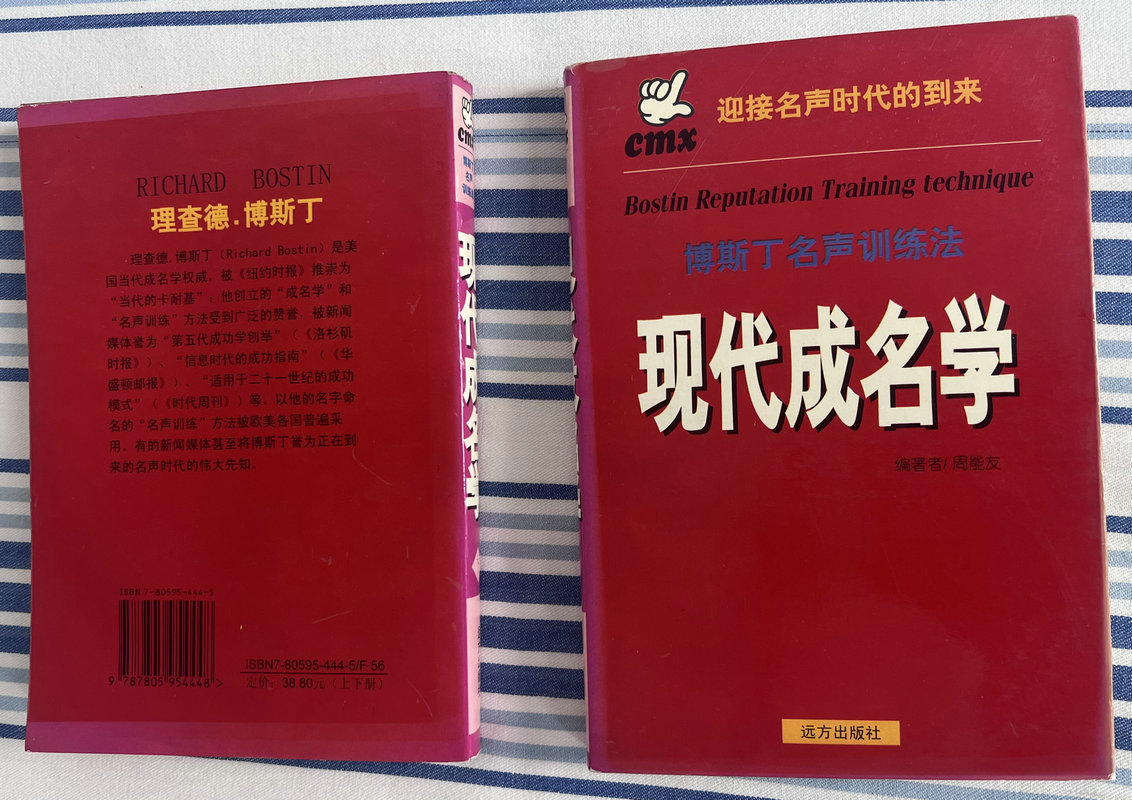 RICHARD BOSTIN
理查德.博斯丁
理查德.博斯丁（Richard Bostin）是美
国当代成名学权威，被《纽约时报》推崇为
“当代的卡耐基”；他创立的“成名学”和
“名声训练”方法受到广泛的赞誉，被新闻
媒体誉为“第五代成功学创举”（《洛杉矶
时报》）、“信息时代的成功指南”（《华
盛顿邮报》）、“适用于二十一世纪的成功
模式”（《时代周刊》）等。以他的名字命
名的“名声训练”方法被欧美各国普遍采
用。有的新闻媒体甚至将博斯丁誉为正在到
来的名声时代的伟大先知。
ISBN 7-80595-444-5
9 787805 954448 >
ISBN7-80595-444-5/F·56
定价：38.80元（上下册）
cmx
博斯丁
名声
训练法
现代成名学
cmx
迎接名声时代的到来
Bostin Reputation Training technique
博斯丁名声训练法
现代成名学
编著者/周能友
远方出版社